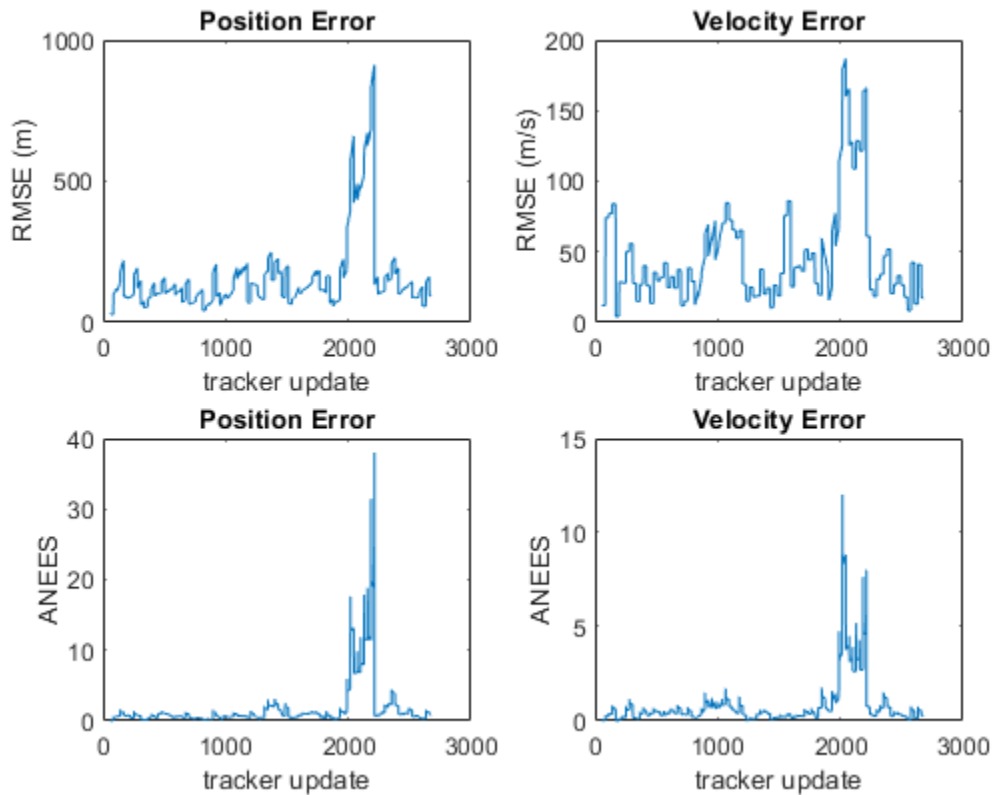 Position Error
1000
500
0
RMSE (m)
0 1000 2000 3000
tracker update
Velocity Error
200
150
100
50
0
RMSE (m/s)
0 1000 2000 3000
tracker update
Position Error
40
30
20
10
0
ANEES
0 1000 2000 3000
tracker update
Velocity Error
15
10
5
0
ANEES
0 1000 2000 3000
tracker update